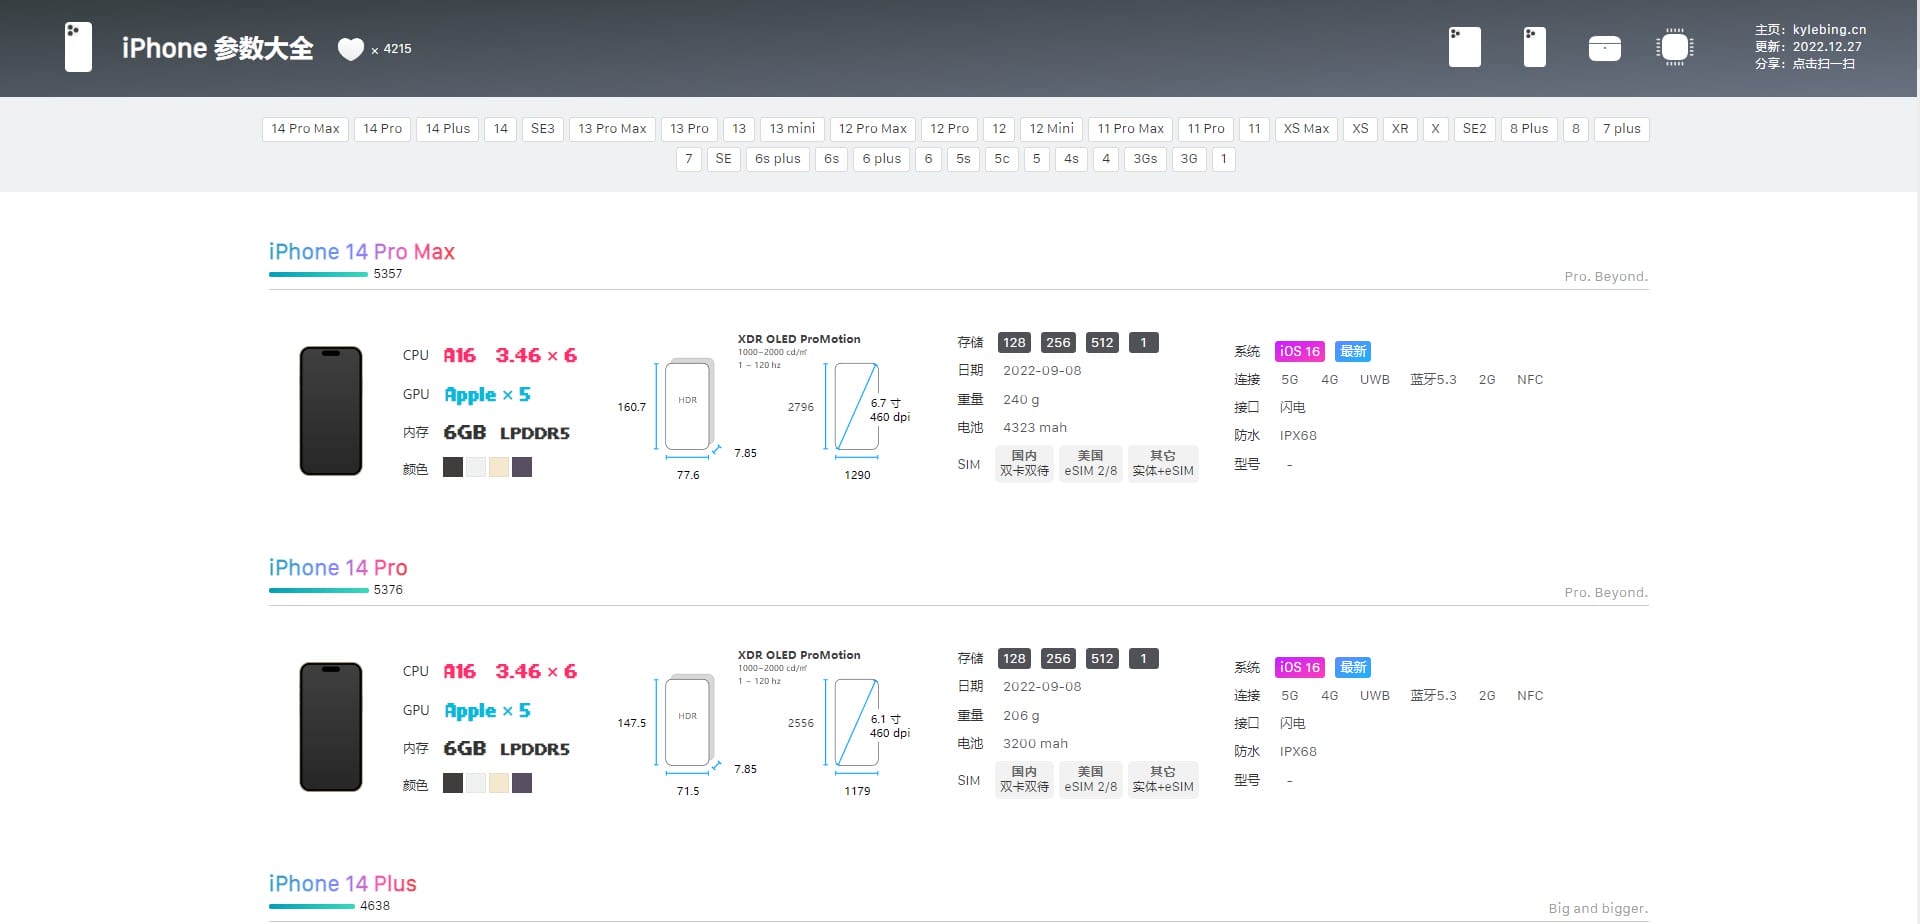 iPhone 参数大全
× 4215
主页：kylebing.cn
更新：2022.12.27
分享：点击扫一扫
14 Pro Max 14 Pro 14 Plus 14 SE3 13 Pro Max 13 Pro 13 13 mini 12 Pro Max 12 Pro 12 12 Mini 11 Pro Max 11 Pro 11 XS Max XS XR X SE2 8 Plus 8 7 plus
7 SE 6s plus 6s 6 plus 6 5s 5c 5 4s 4 3Gs 3G 1
iPhone 14 Pro Max
5357
Pro. Beyond.
CPU A16 3.46 × 6
GPU Apple × 5
内存 6GB LPDDR5
颜色
160.7
HDR
7.85
77.6
XDR OLED ProMotion
1000~2000 cd/㎡
1 ~ 120 hz
2796
6.7 寸
460 dpi
1290
存储 128 256 512 1
日期 2022-09-08
重量 240 g
电池 4323 mah
SIM
国内
双卡双待
美国
eSIM 2/8
其它
实体+eSIM
系统 iOS 16 最新
连接 5G 4G UWB 蓝牙5.3 2G NFC
接口 闪电
防水 IPX68
型号 -
iPhone 14 Pro
5376
Pro. Beyond.
CPU A16 3.46 × 6
GPU Apple × 5
内存 6GB LPDDR5
颜色
147.5
HDR
7.85
71.5
XDR OLED ProMotion
1000~2000 cd/㎡
1 ~ 120 hz
2556
6.1 寸
460 dpi
1179
存储 128 256 512 1
日期 2022-09-08
重量 206 g
电池 3200 mah
SIM
国内
双卡双待
美国
eSIM 2/8
其它
实体+eSIM
系统 iOS 16 最新
连接 5G 4G UWB 蓝牙5.3 2G NFC
接口 闪电
防水 IPX68
型号 -
iPhone 14 Plus
4638
Big and bigger.